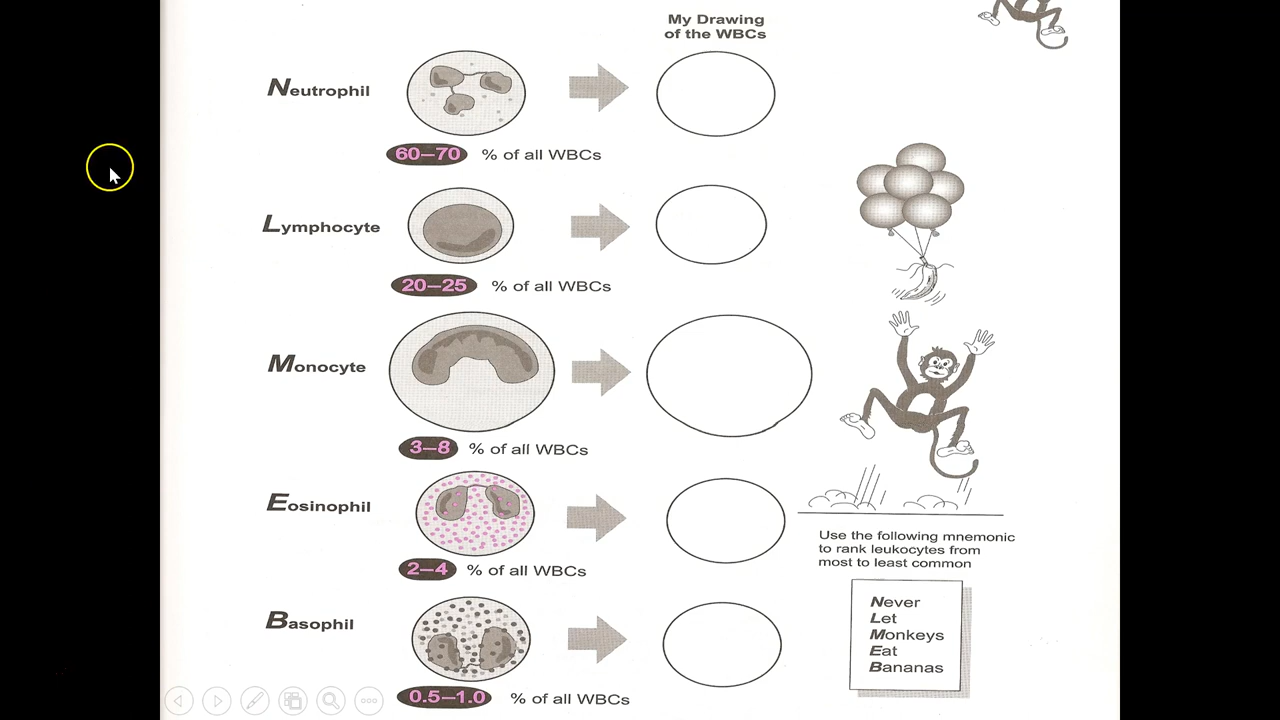 My Drawing
of the WBCs
Neutrophil
60–70 % of all WBCs
Lymphocyte
20–25 % of all WBCs
Monocyte
3–8 % of all WBCs
Eosinophil
2–4 % of all WBCs
Use the following mnemonic
to rank leukocytes from
most to least common
Basophil
0.5–1.0 % of all WBCs
Never
Let
Monkeys
Eat
Bananas